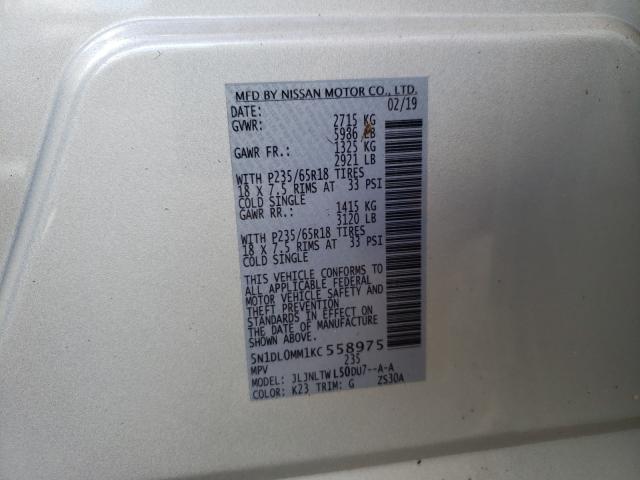 MFD BY NISSAN MOTOR CO., LTD.
DATE: 02/19
GVWR: 2715 KG
5986 LB
GAWR FR.: 1325 KG
2921 LB
WITH P235/65R18 TIRES
18 X 7.5 RIMS AT 33 PSI
COLD SINGLE
GAWR RR.: 1415 KG
3120 LB
WITH P235/65R18 TIRES
18 X 7.5 RIMS AT 33 PSI
COLD SINGLE
THIS VEHICLE CONFORMS TO
ALL APPLICABLE FEDERAL
MOTOR VEHICLE SAFETY AND
THEFT PREVENTION
STANDARDS IN EFFECT ON
THE DATE OF MANUFACTURE
SHOWN ABOVE.
5N1DL0MM1KC 558975
MPV 235
MODEL: JLJNLTW L50DU7--A-A
COLOR: K23 TRIM: G ZS30A